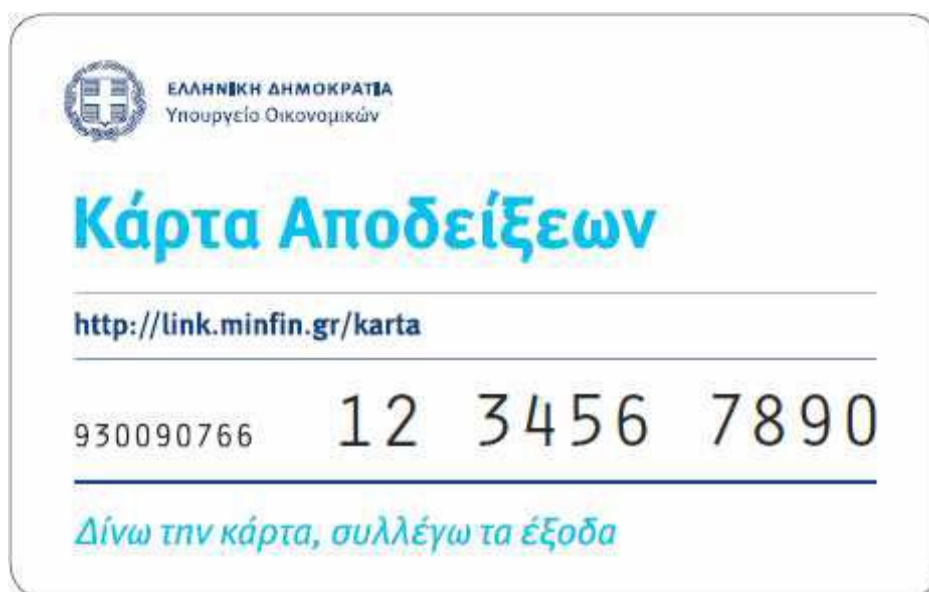 ΕΛΛΗΝΙΚΗ ΔΗΜΟΚΡΑΤΙΑ
Υπουργείο Οικονομικών
Κάρτα Αποδείξεων
http://link.minfin.gr/karta
930090766 12 3456 7890
Δίνω την κάρτα, συλλέγω τα έξοδα